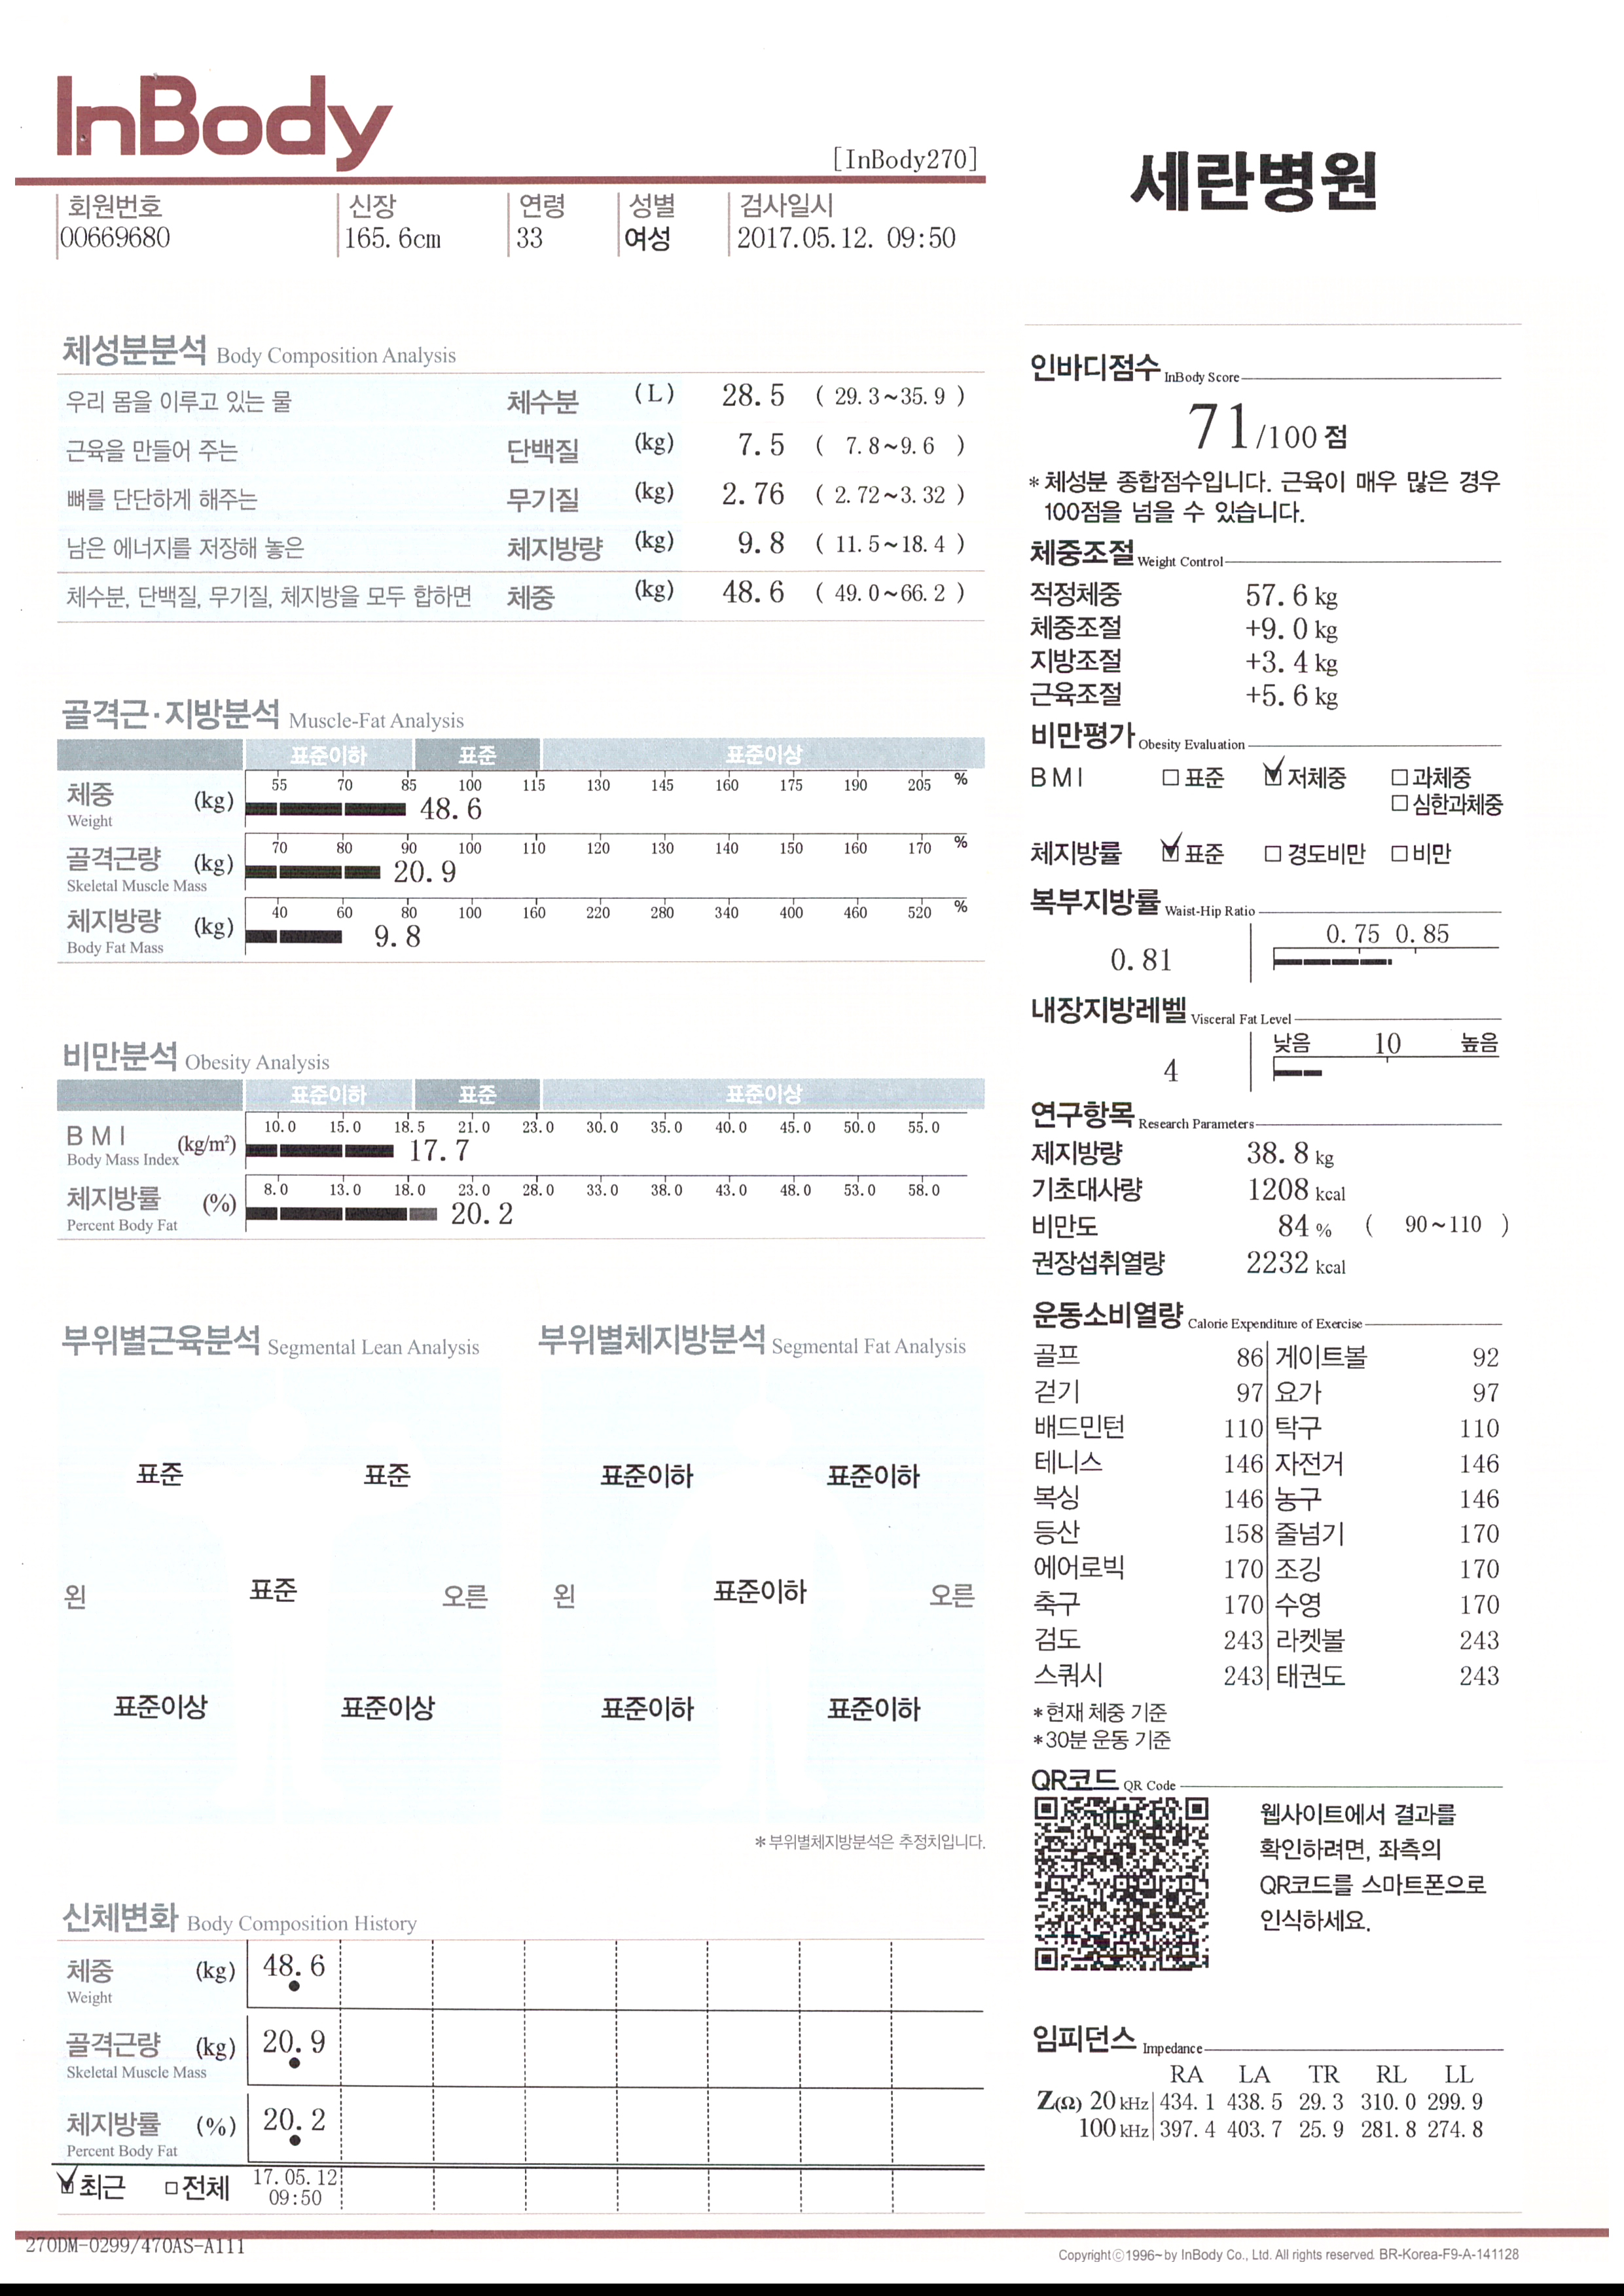 InBody
[InBody270]
세란병원
회원번호 신장 연령 성별 검사일시
00669680 165.6cm 33 여성 2017.05.12. 09:50
체성분분석 Body Composition Analysis
우리 몸을 이루고 있는 물 체수분 (L) 28.5 ( 29.3~35.9 )
근육을 만들어 주는 단백질 (kg) 7.5 ( 7.8~9.6 )
뼈를 단단하게 해주는 무기질 (kg) 2.76 ( 2.72~3.32 )
남은 에너지를 저장해 놓은 체지방량 (kg) 9.8 ( 11.5~18.4 )
체수분, 단백질, 무기질, 체지방을 모두 합하면 체중 (kg) 48.6 ( 49.0~66.2 )
골격근·지방분석 Muscle-Fat Analysis
표준이하 표준 표준이상
체중 (kg) 55 70 85 100 115 130 145 160 175 190 205 %
Weight 48.6
골격근량 (kg) 70 80 90 100 110 120 130 140 150 160 170 %
Skeletal Muscle Mass 20.9
체지방량 (kg) 40 60 80 100 160 220 280 340 400 460 520 %
Body Fat Mass 9.8
비만분석 Obesity Analysis
표준이하 표준 표준이상
BMI (kg/m²) 10.0 15.0 18.5 21.0 23.0 30.0 35.0 40.0 45.0 50.0 55.0
Body Mass Index 17.7
체지방률 (%) 8.0 13.0 18.0 23.0 28.0 33.0 38.0 43.0 48.0 53.0 58.0
Percent Body Fat 20.2
부위별근육분석 Segmental Lean Analysis
표준 표준
왼 표준 오른
표준이상 표준이상
부위별체지방분석 Segmental Fat Analysis
표준이하 표준이하
왼 표준이하 오른
표준이하 표준이하
*부위별체지방분석은 추정치입니다.
신체변화 Body Composition History
체중 (kg) 48.6
Weight
골격근량 (kg) 20.9
Skeletal Muscle Mass
체지방률 (%) 20.2
Percent Body Fat
최근 전체 17.05.12
09:50
인바디점수 InBody Score
71/100 점
*체성분 종합점수입니다. 근육이 매우 많은 경우
100점을 넘을 수 있습니다.
체중조절 Weight Control
적정체중 57.6 kg
체중조절 +9.0 kg
지방조절 +3.4 kg
근육조절 +5.6 kg
비만평가 Obesity Evaluation
BMI 표준 저체중 과체중
심한과체중
체지방률 표준 경도비만 비만
복부지방률 Waist-Hip Ratio
0.81 0.75 0.85
내장지방레벨 Visceral Fat Level
4 낮음 10 높음
연구항목 Research Parameters
제지방량 38.8 kg
기초대사량 1208 kcal
비만도 84 % ( 90~110 )
권장섭취열량 2232 kcal
운동소비열량 Calorie Expenditure of Exercise
골프 86 게이트볼 92
걷기 97 요가 97
배드민턴 110 탁구 110
테니스 146 자전거 146
복싱 146 농구 146
등산 158 줄넘기 170
에어로빅 170 조깅 170
축구 170 수영 170
검도 243 라켓볼 243
스쿼시 243 태권도 243
*현재 체중 기준
*30분 운동 기준
QR코드 QR Code
웹사이트에서 결과를
확인하려면, 좌측의
QR코드를 스마트폰으로
인식하세요.
임피던스 Impedance
RA LA TR RL LL
Z(Ω) 20 kHz 434.1 438.5 29.3 310.0 299.9
100 kHz 397.4 403.7 25.9 281.8 274.8
270DM-0299/470AS-A111
Copyright©1996~ by InBody Co., Ltd. All rights reserved. BR-Korea-F9-A-141128